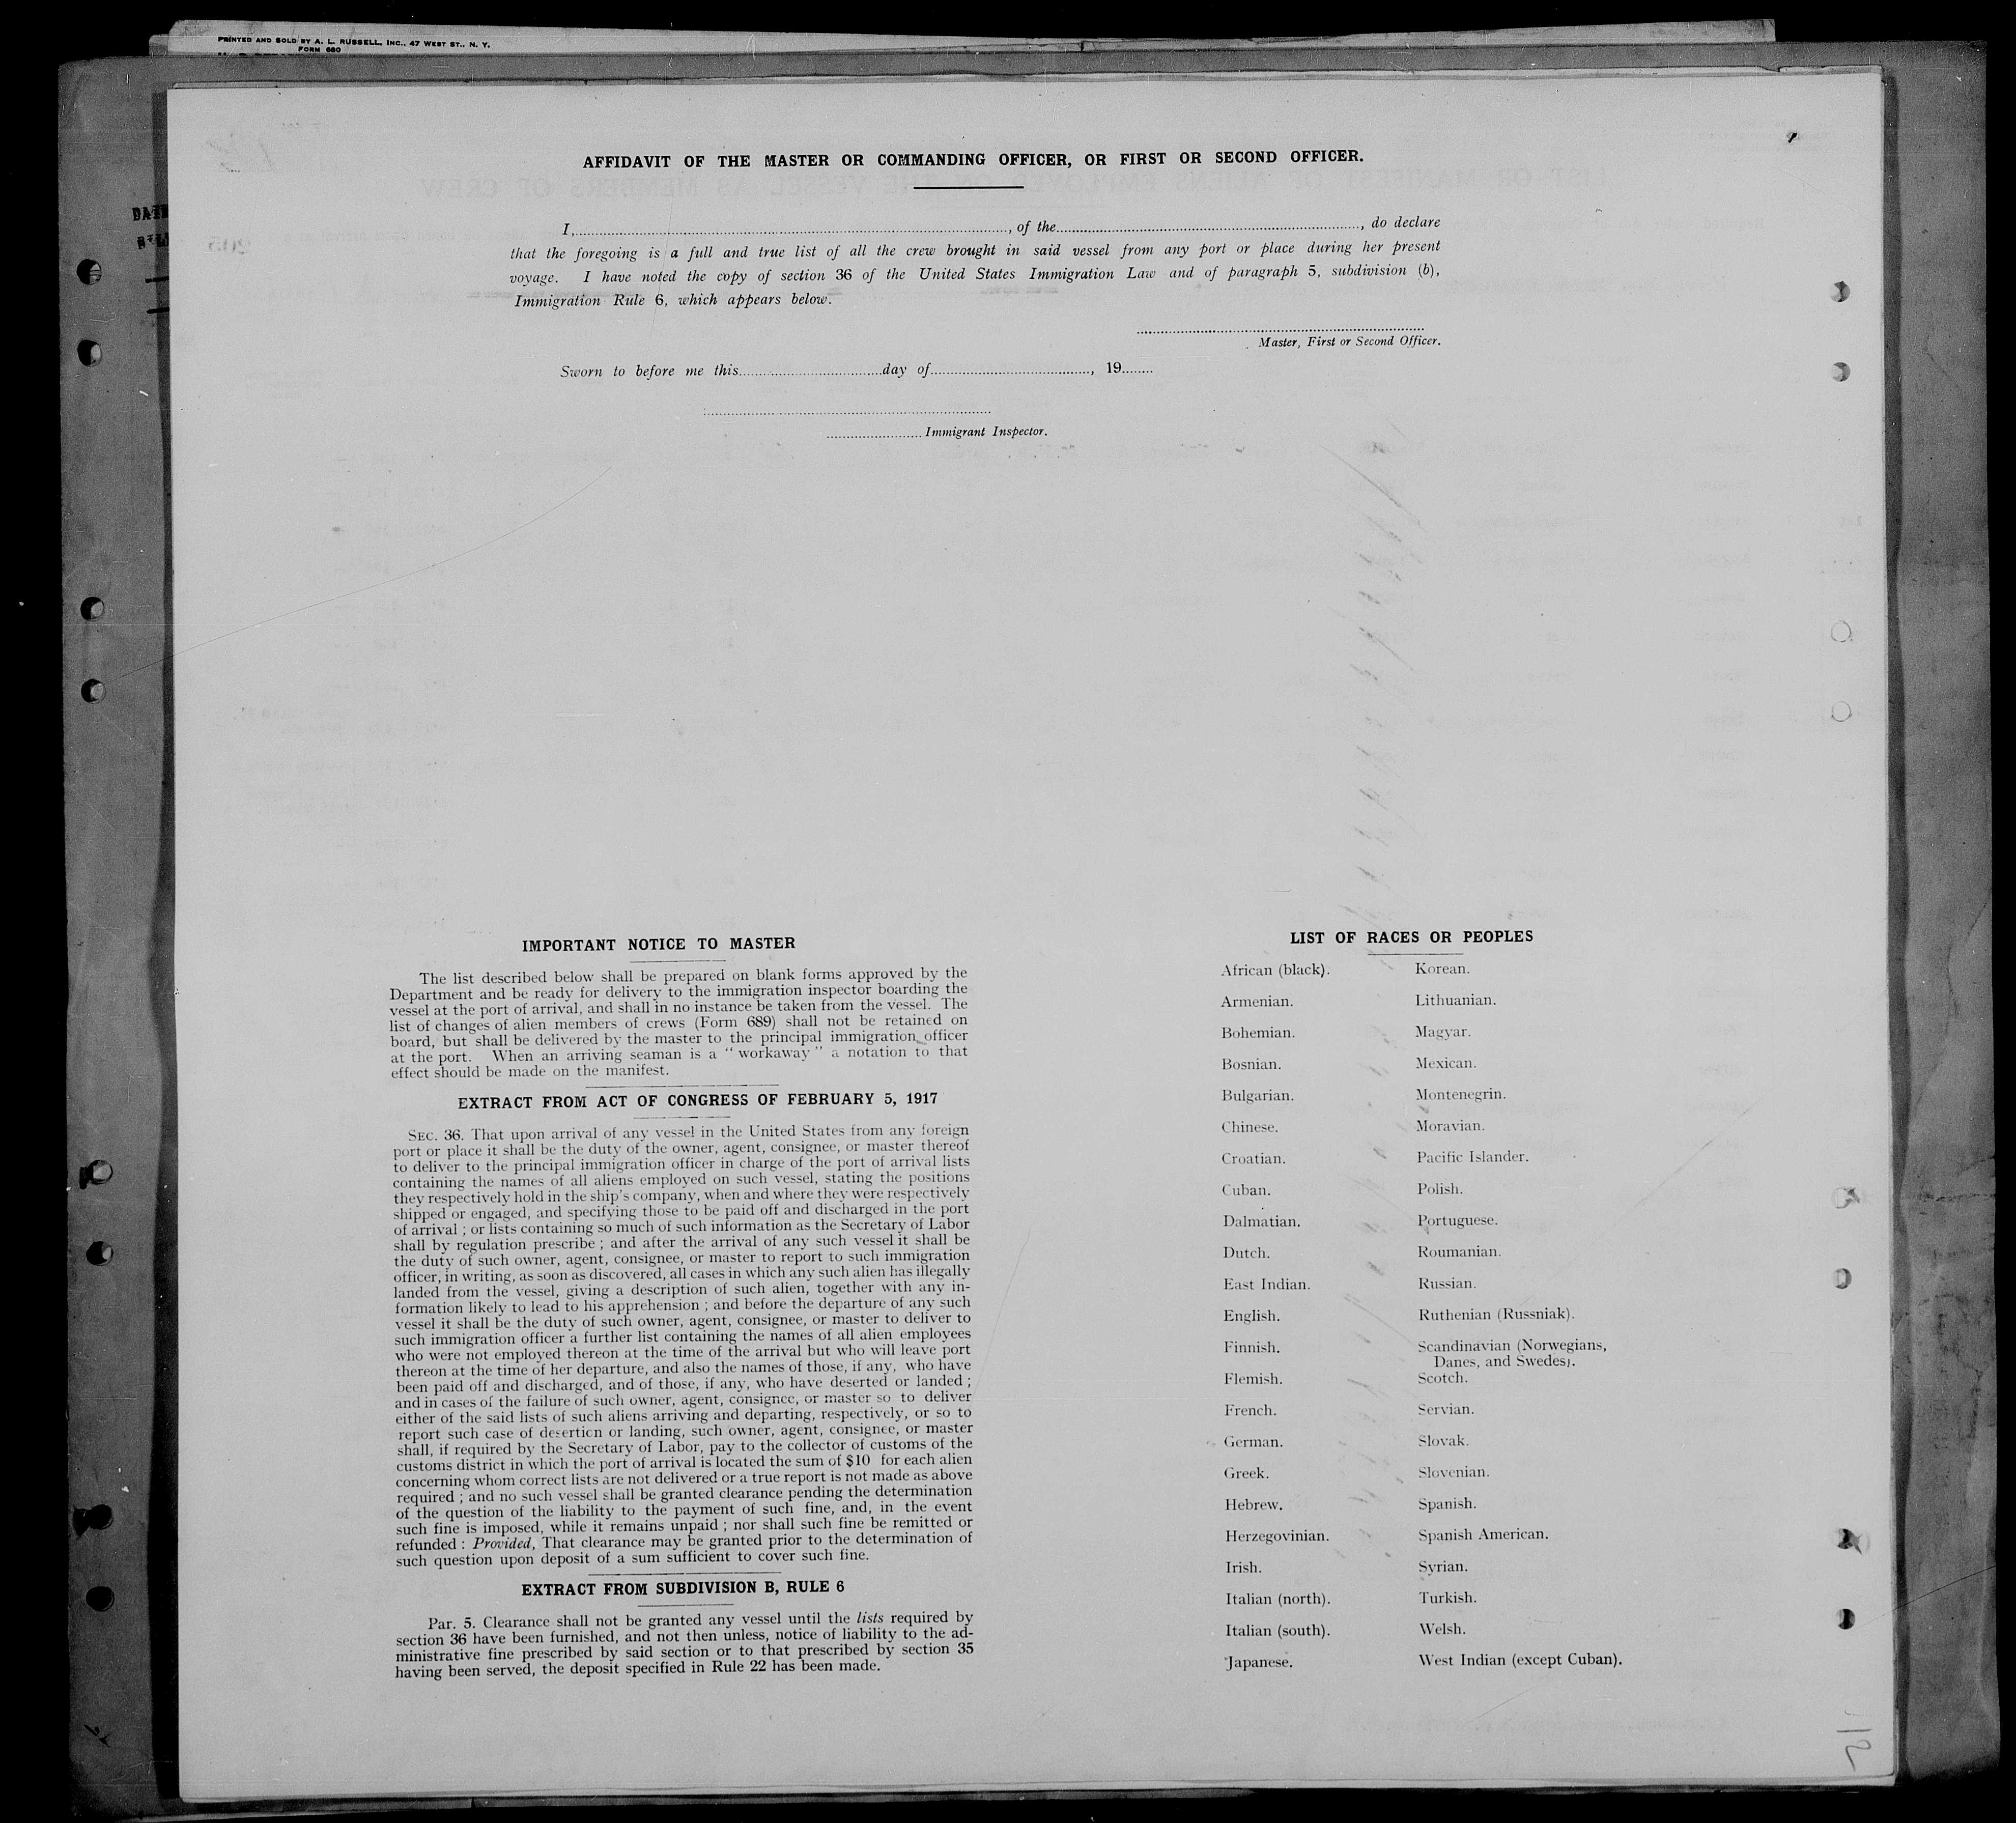 PRINTED AND SOLD BY A. L. RUSSELL, INC., 47 WEST ST., N. Y.
FORM 680
AFFIDAVIT OF THE MASTER OR COMMANDING OFFICER, OR FIRST OR SECOND OFFICER.
I, ............................................................, of the ............................................................, do declare
that the foregoing is a full and true list of all the crew brought in said vessel from any port or place during her present
voyage. I have noted the copy of section 36 of the United States Immigration Law and of paragraph 5, subdivision (b),
Immigration Rule 6, which appears below.
Master, First or Second Officer.
Sworn to before me this..............................day of.............................., 19........
........................Immigrant Inspector.
IMPORTANT NOTICE TO MASTER
The list described below shall be prepared on blank forms approved by the
Department and be ready for delivery to the immigration inspector boarding the
vessel at the port of arrival, and shall in no instance be taken from the vessel. The
list of changes of alien members of crews (Form 689) shall not be retained on
board, but shall be delivered by the master to the principal immigration officer
at the port. When an arriving seaman is a "workaway" a notation to that
effect should be made on the manifest.
EXTRACT FROM ACT OF CONGRESS OF FEBRUARY 5, 1917
SEC. 36. That upon arrival of any vessel in the United States from any foreign
port or place it shall be the duty of the owner, agent, consignee, or master thereof
to deliver to the principal immigration officer in charge of the port of arrival lists
containing the names of all aliens employed on such vessel, stating the positions
they respectively hold in the ship's company, when and where they were respectively
shipped or engaged, and specifying those to be paid off and discharged in the port
of arrival ; or lists containing so much of such information as the Secretary of Labor
shall by regulation prescribe ; and after the arrival of any such vessel it shall be
the duty of such owner, agent, consignee, or master to report to such immigration
officer, in writing, as soon as discovered, all cases in which any such alien has illegally
landed from the vessel, giving a description of such alien, together with any in-
formation likely to lead to his apprehension ; and before the departure of any such
vessel it shall be the duty of such owner, agent, consignee, or master to deliver to
such immigration officer a further list containing the names of all alien employees
who were not employed thereon at the time of the arrival but who will leave port
thereon at the time of her departure, and also the names of those, if any, who have
been paid off and discharged, and of those, if any, who have deserted or landed ;
and in cases of the failure of such owner, agent, consignee, or master so to deliver
either of the said lists of such aliens arriving and departing, respectively, or so to
report such case of desertion or landing, such owner, agent, consignee, or master
shall, if required by the Secretary of Labor, pay to the collector of customs of the
customs district in which the port of arrival is located the sum of $10 for each alien
concerning whom correct lists are not delivered or a true report is not made as above
required ; and no such vessel shall be granted clearance pending the determination
of the question of the liability to the payment of such fine, and, in the event
such fine is imposed, while it remains unpaid ; nor shall such fine be remitted or
refunded : Provided, That clearance may be granted prior to the determination of
such question upon deposit of a sum sufficient to cover such fine.
EXTRACT FROM SUBDIVISION B, RULE 6
Par. 5. Clearance shall not be granted any vessel until the lists required by
section 36 have been furnished, and not then unless, notice of liability to the ad-
ministrative fine prescribed by said section or to that prescribed by section 35
having been served, the deposit specified in Rule 22 has been made.
LIST OF RACES OR PEOPLES
African (black).
Armenian.
Bohemian.
Bosnian.
Bulgarian.
Chinese.
Croatian.
Cuban.
Dalmatian.
Dutch.
East Indian.
English.
Finnish.
Flemish.
French.
German.
Greek.
Hebrew.
Herzegovinian.
Irish.
Italian (north).
Italian (south).
Japanese.
Korean.
Lithuanian.
Magyar.
Mexican.
Montenegrin.
Moravian.
Pacific Islander.
Polish.
Portuguese.
Roumanian.
Russian.
Ruthenian (Russniak).
Scandinavian (Norwegians,
Danes, and Swedes).
Scotch.
Servian.
Slovak.
Slovenian.
Spanish.
Spanish American.
Syrian.
Turkish.
Welsh.
West Indian (except Cuban).